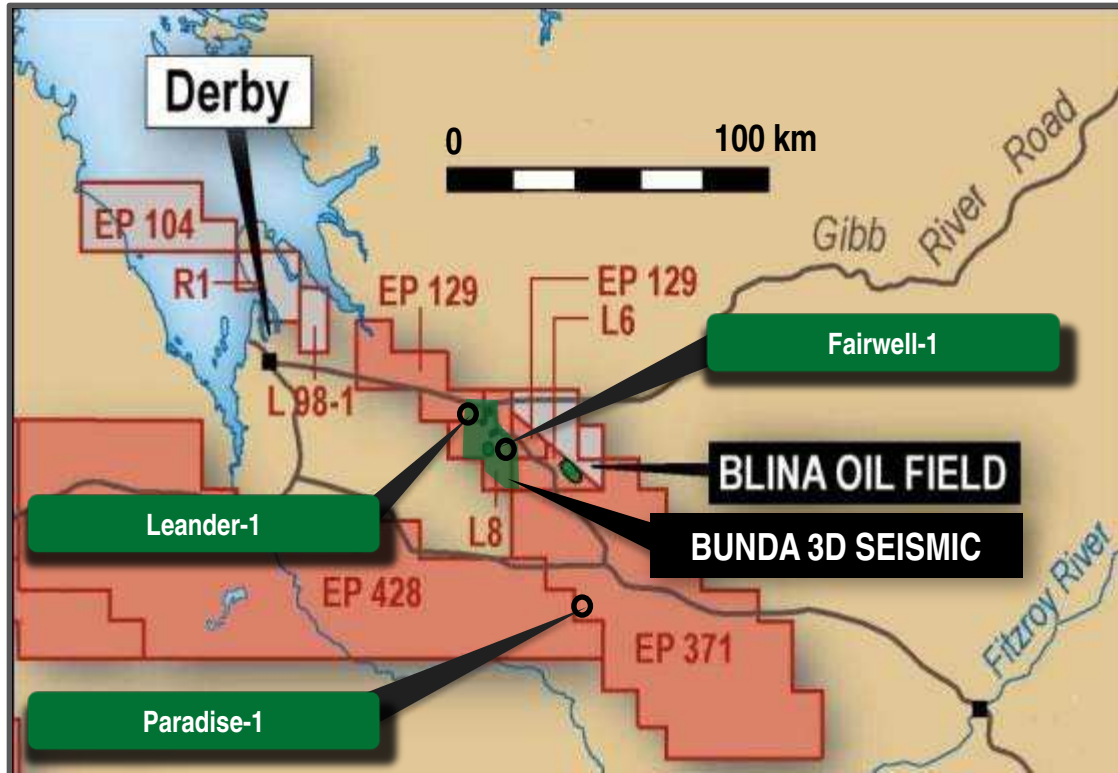 Derby
0 100 km
Gibb River Road
EP 104
R1
EP 129
EP 129
L6
Fairwell-1
L 98-1
BLINA OIL FIELD
Leander-1
L8
BUNDA 3D SEISMIC
EP 428
EP 371
Fitzroy River
Paradise-1